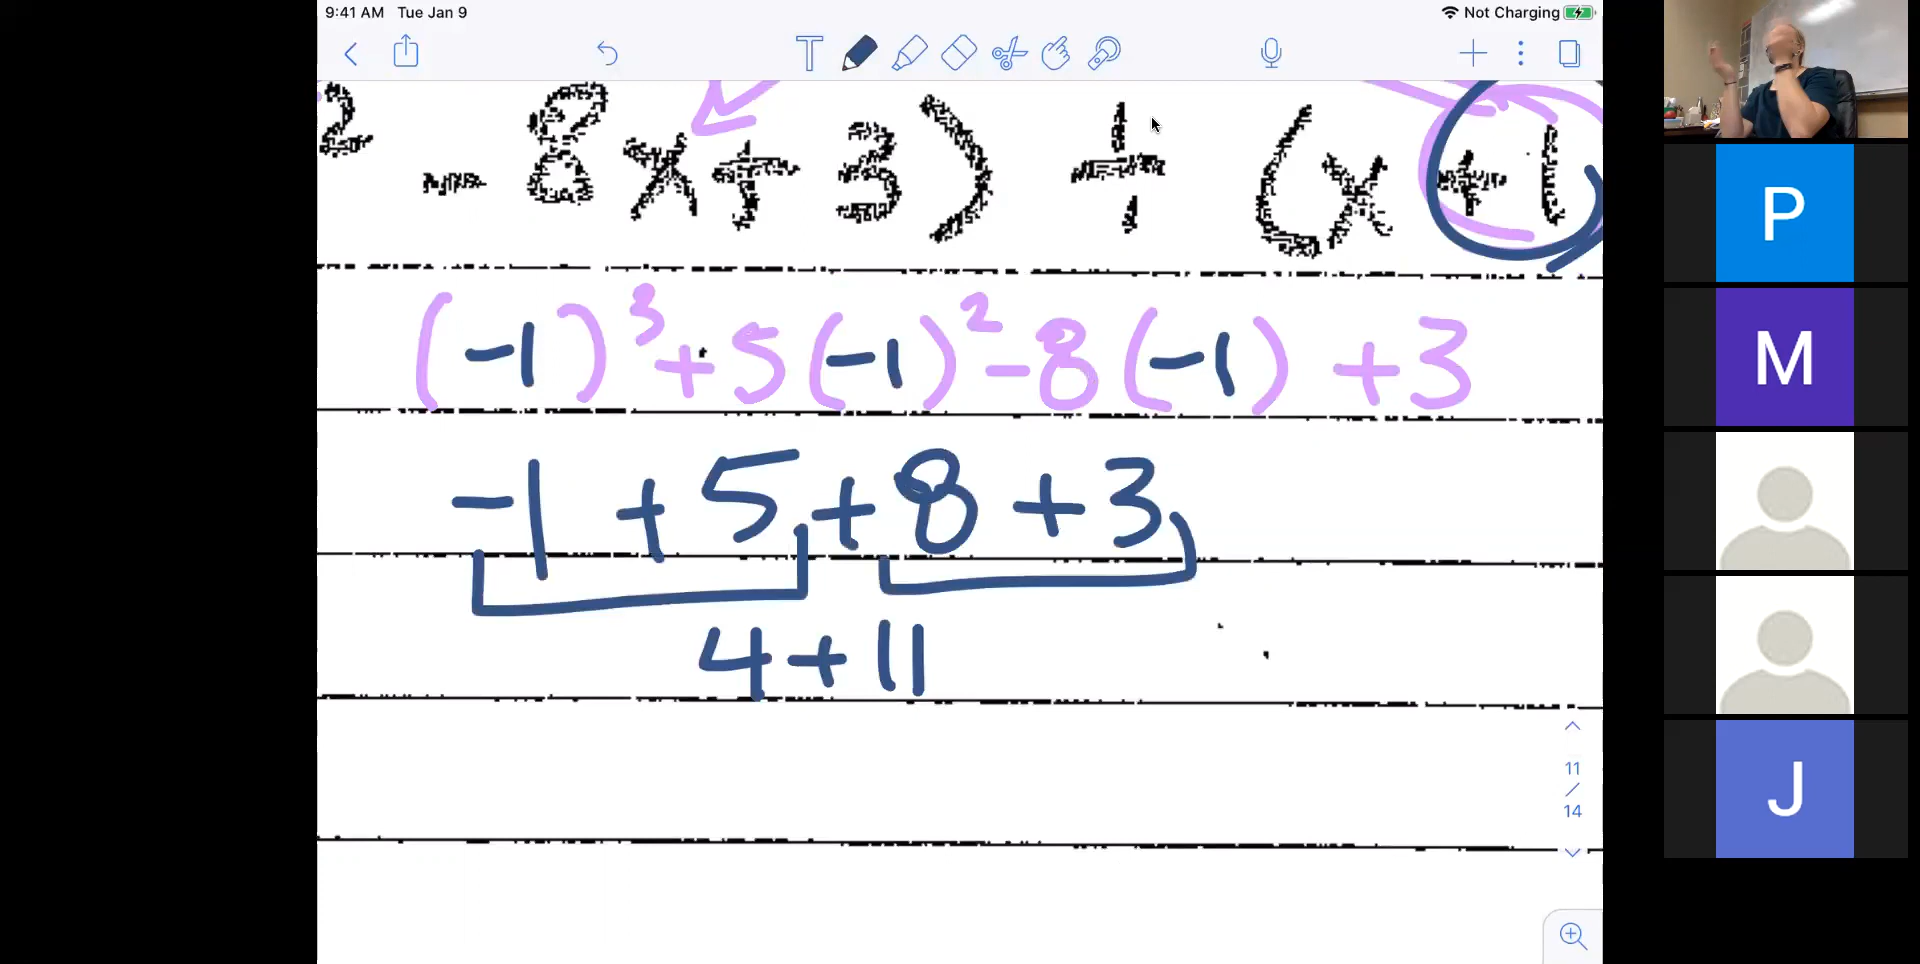 9:41 AM Tue Jan 9
Not Charging
T
² - 8x + 3) ÷ (x + 1
(-1)³ + 5(-1)² - 8(-1) + 3
-1 + 5 + 8 + 3
4 + 11
11
/
14
P
M
J